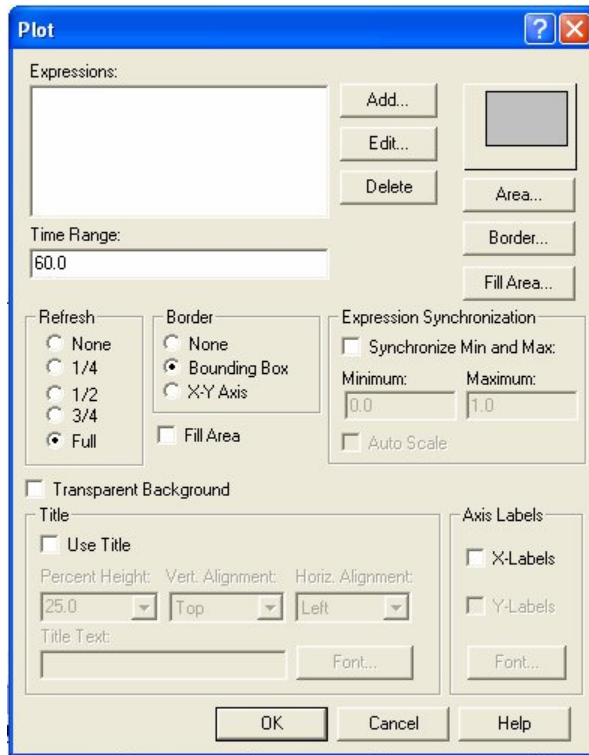 Plot
Expressions:
Add...
Edit...
Delete
Area...
Time Range:
Border...
60.0
Fill Area...
Refresh
None
1/4
1/2
3/4
Full
Border
None
Bounding Box
X-Y Axis
Fill Area
Expression Synchronization
Synchronize Min and Max:
Minimum: Maximum:
0.0 1.0
Auto Scale
Transparent Background
Title
Use Title
Percent Height: Vert. Alignment: Horiz. Alignment:
25.0 Top Left
Title Text:
Font...
Axis Labels
X-Labels
Y-Labels
Font...
OK Cancel Help